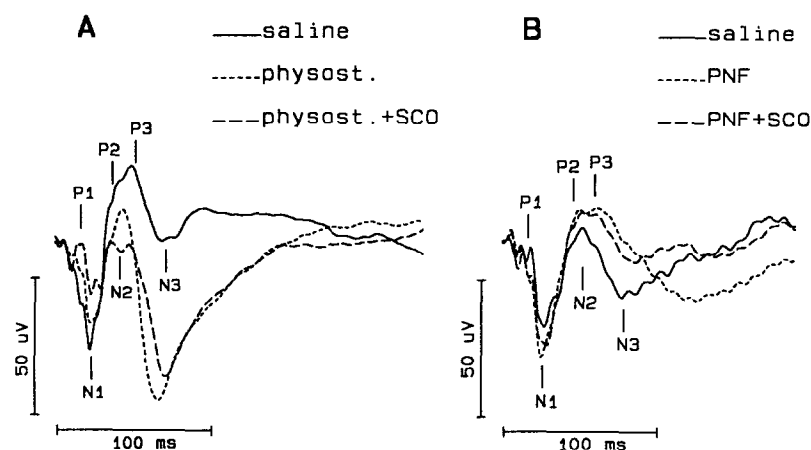 A
saline
physost.
physost.+SCO
P3
P2
P1
N2
N3
N1
50 uV
100 ms
B
saline
PNF
PNF+SCO
P2
P3
P1
N2
N3
N1
50 uV
100 ms